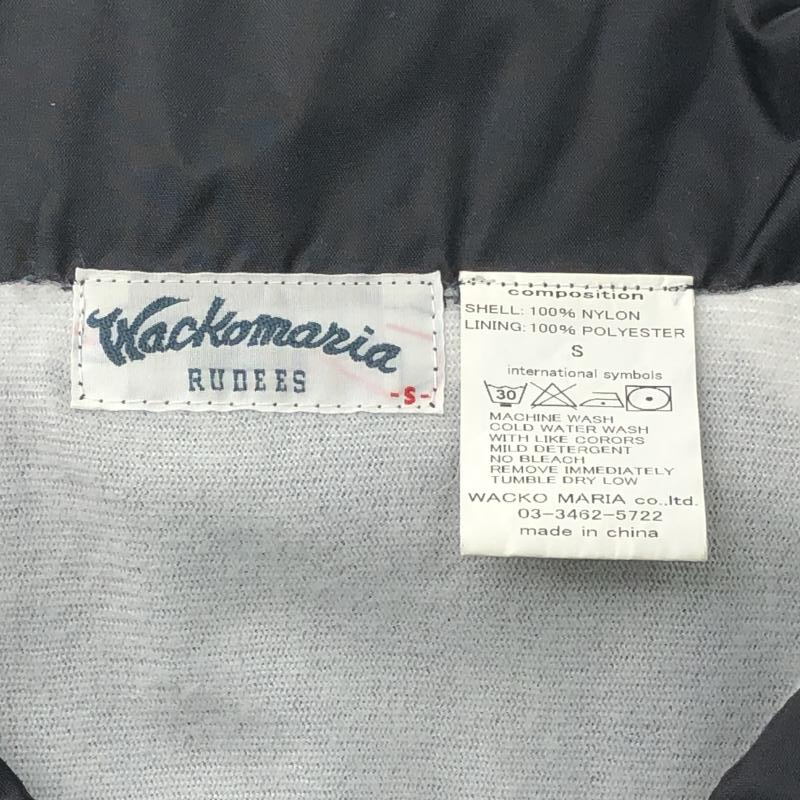 Wackomaria
RUDEES
-S-
composition
SHELL: 100% NYLON
LINING: 100% POLYESTER
S
international symbols
30
MACHINE WASH
COLD WATER WASH
WITH LIKE CORORS
MILD DETERGENT
NO BLEACH
REMOVE IMMEDIATELY
TUMBLE DRY LOW
WACKO MARIA co.,ltd.
03-3462-5722
made in china